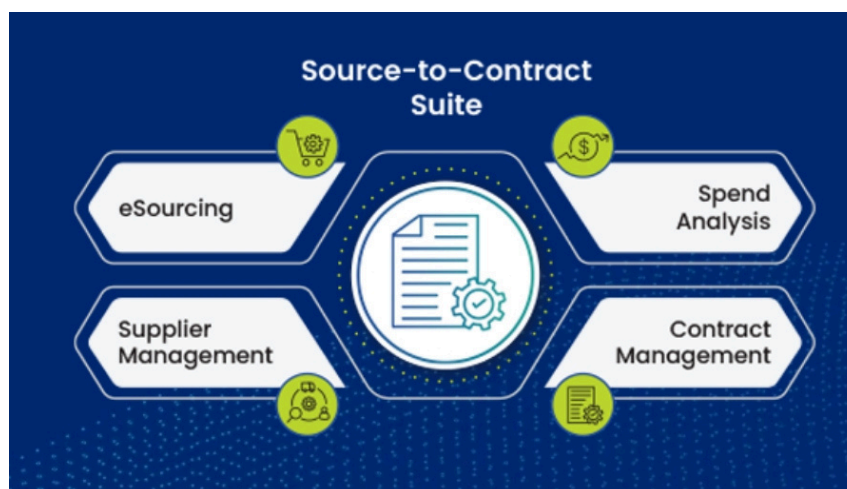 Source-to-Contract
Suite
eSourcing
Spend
Analysis
Supplier
Management
Contract
Management